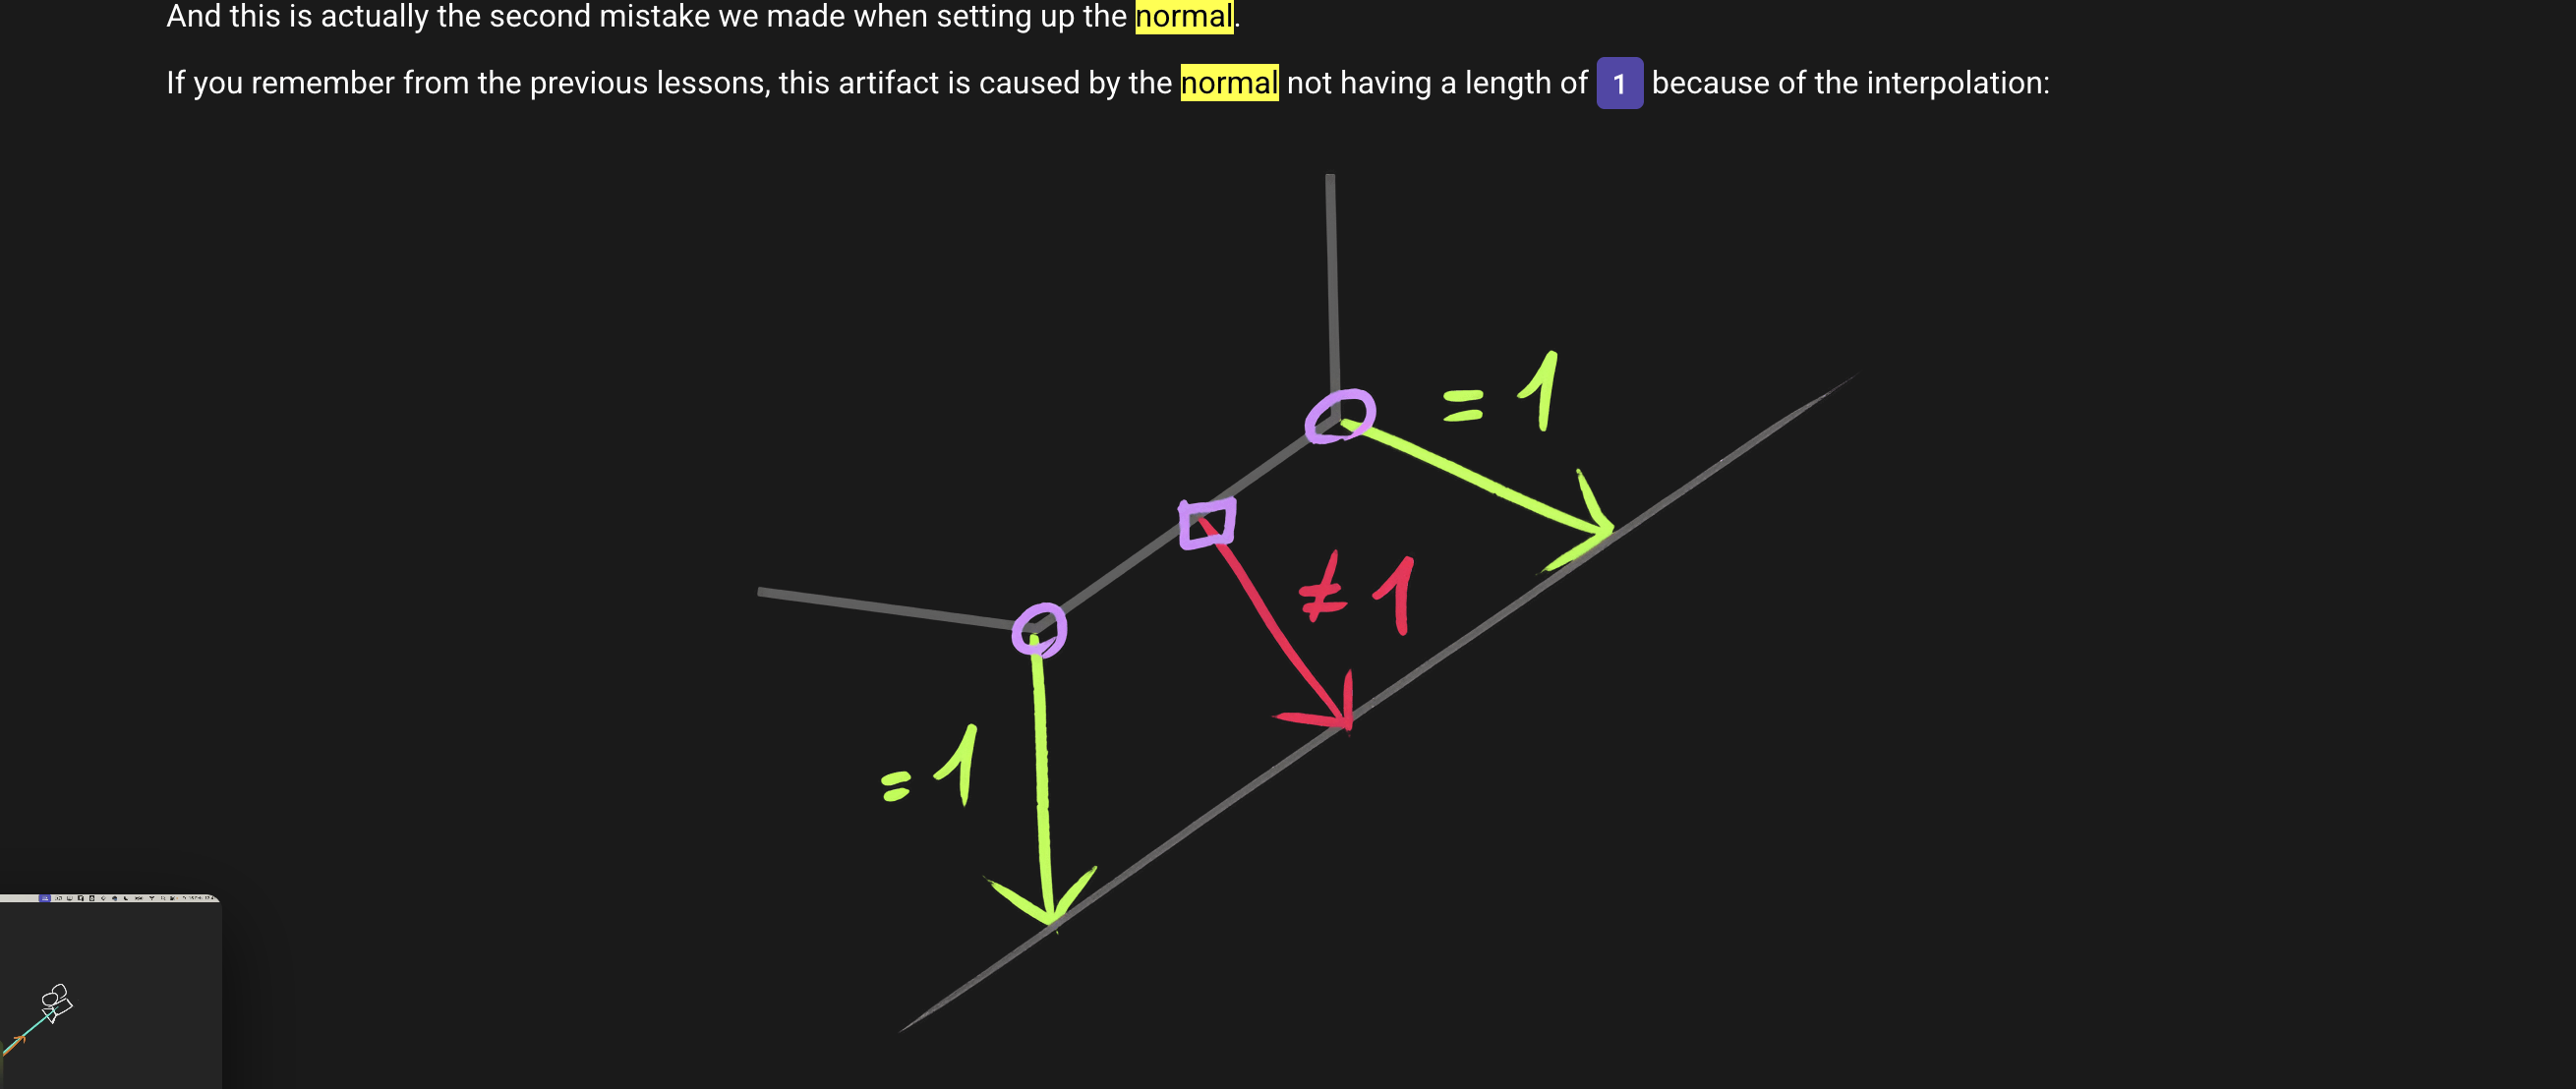 And this is actually the second mistake we made when setting up the normal.
If you remember from the previous lessons, this artifact is caused by the normal not having a length of 1 because of the interpolation:
= 1
≠ 1
= 1